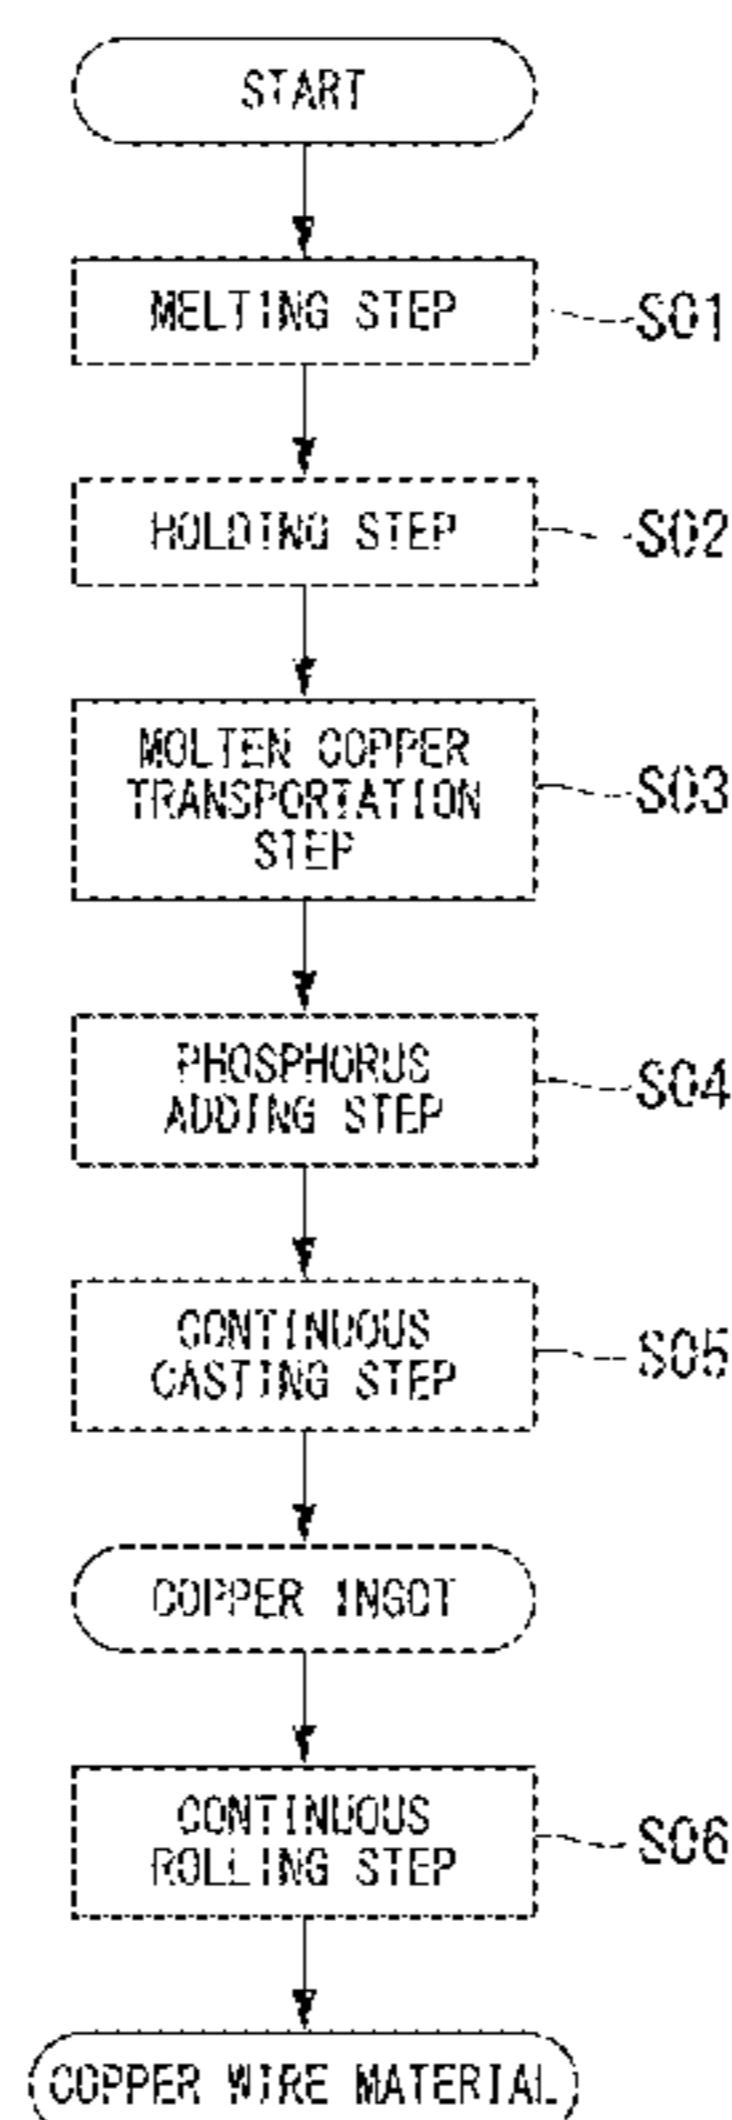 START
MELTING STEP
S01
HOLDING STEP
S02
MOLTEN COPPER
TRANSPORTATION
STEP
S03
PHOSPHORUS
ADDING STEP
S04
CONTINUOUS
CASTING STEP
S05
COPPER INGOT
CONTINUOUS
ROLLING STEP
S06
COPPER WIRE MATERIAL